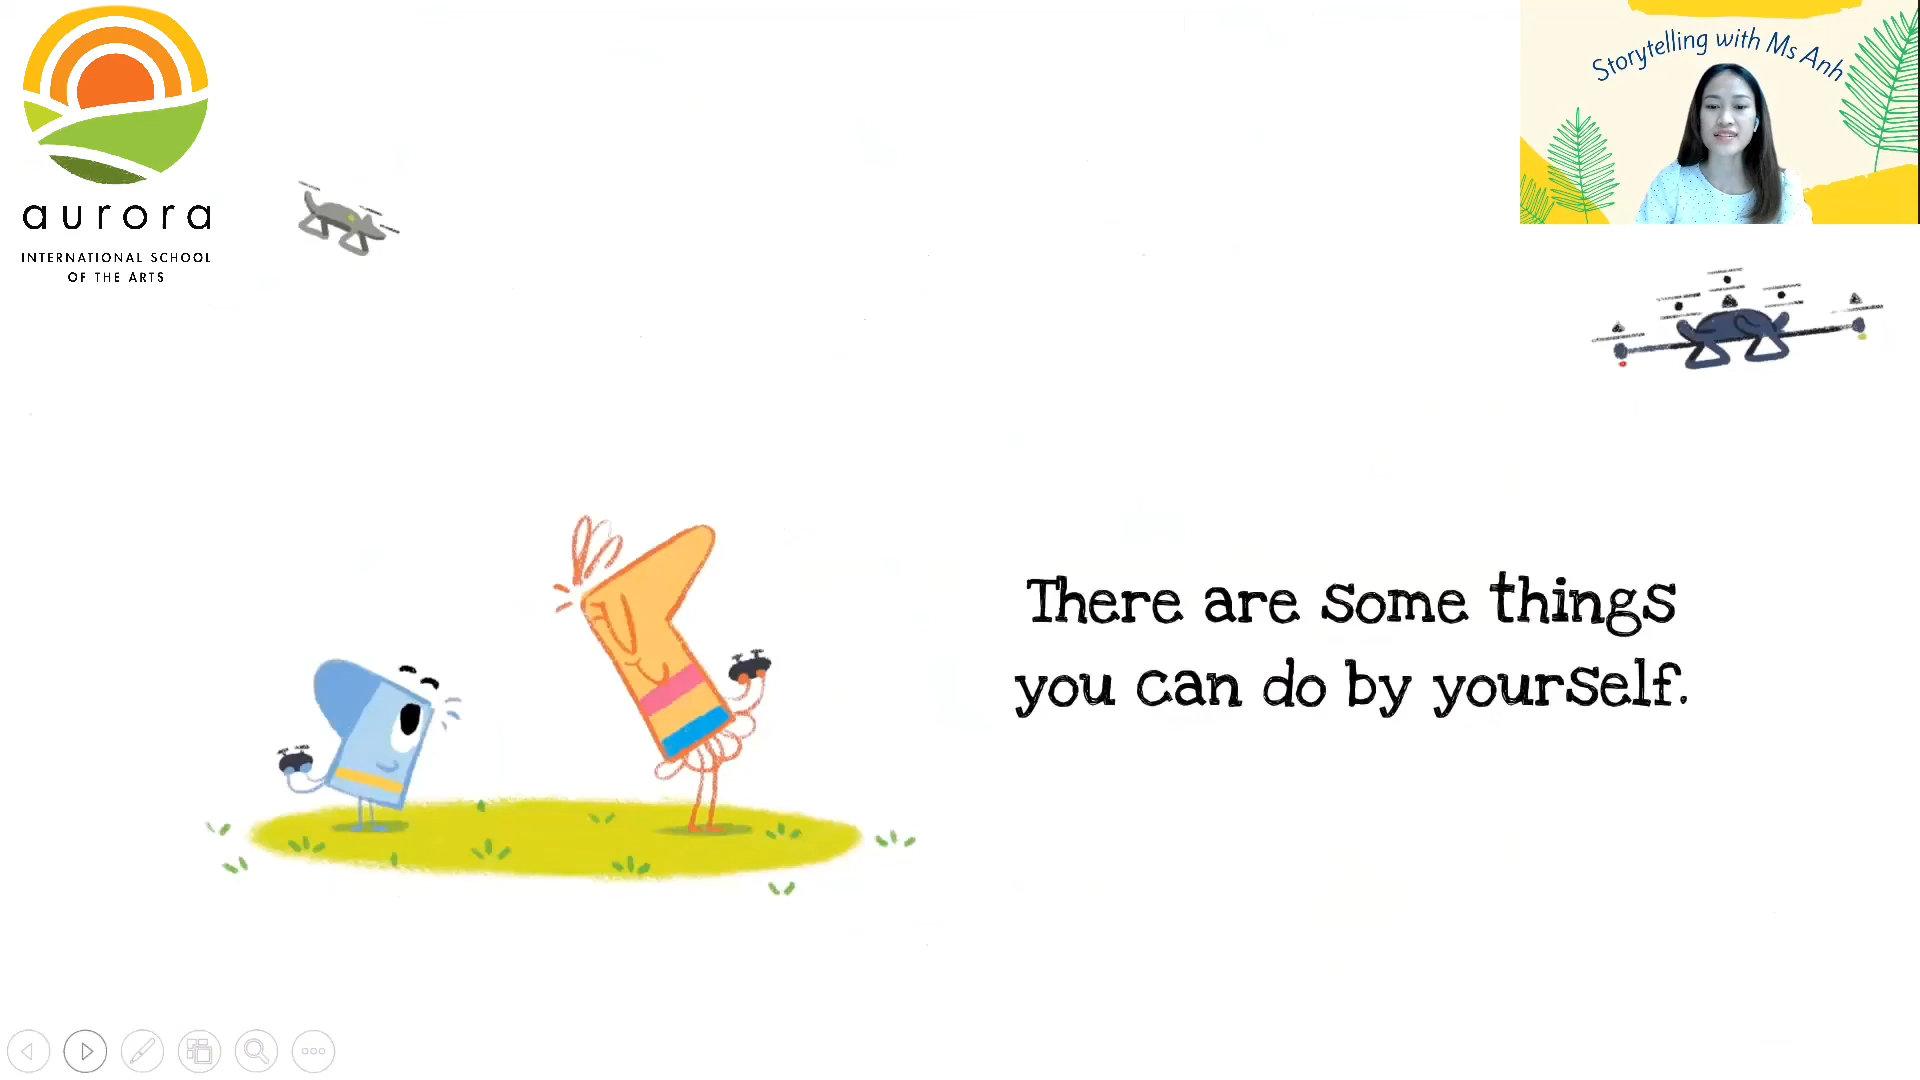 aurora
INTERNATIONAL SCHOOL
OF THE ARTS
Storytelling with Ms Anh
There are some things
you can do by yourself.